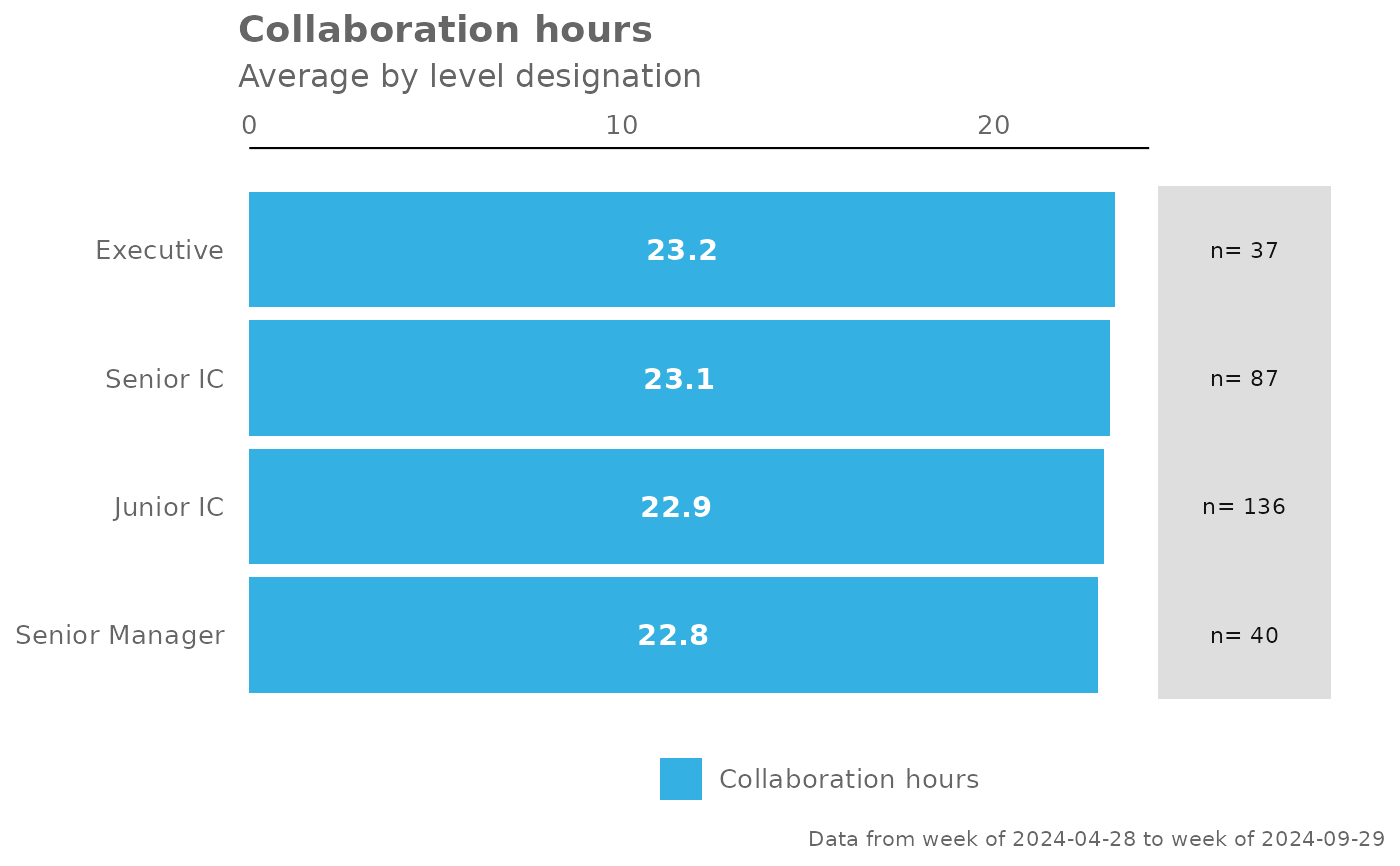 Collaboration hours
Average by level designation
0 10 20
Executive 23.2 n= 37
Senior IC 23.1 n= 87
Junior IC 22.9 n= 136
Senior Manager 22.8 n= 40
Collaboration hours
Data from week of 2024-04-28 to week of 2024-09-29